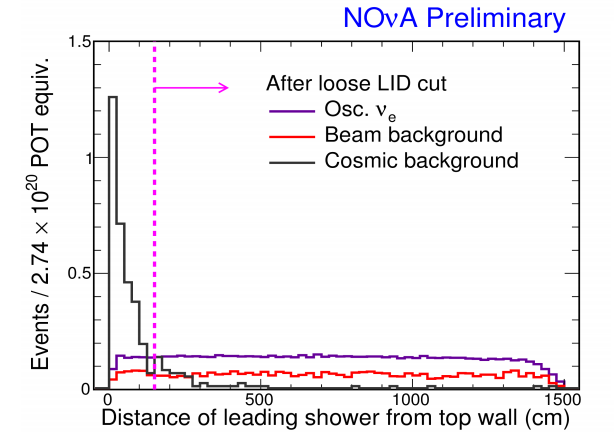 NOνA Preliminary
1.5
1
0.5
0
Events / 2.74 × 10²⁰ POT equiv.
After loose LID cut
Osc. νₑ
Beam background
Cosmic background
0 500 1000 1500
Distance of leading shower from top wall (cm)